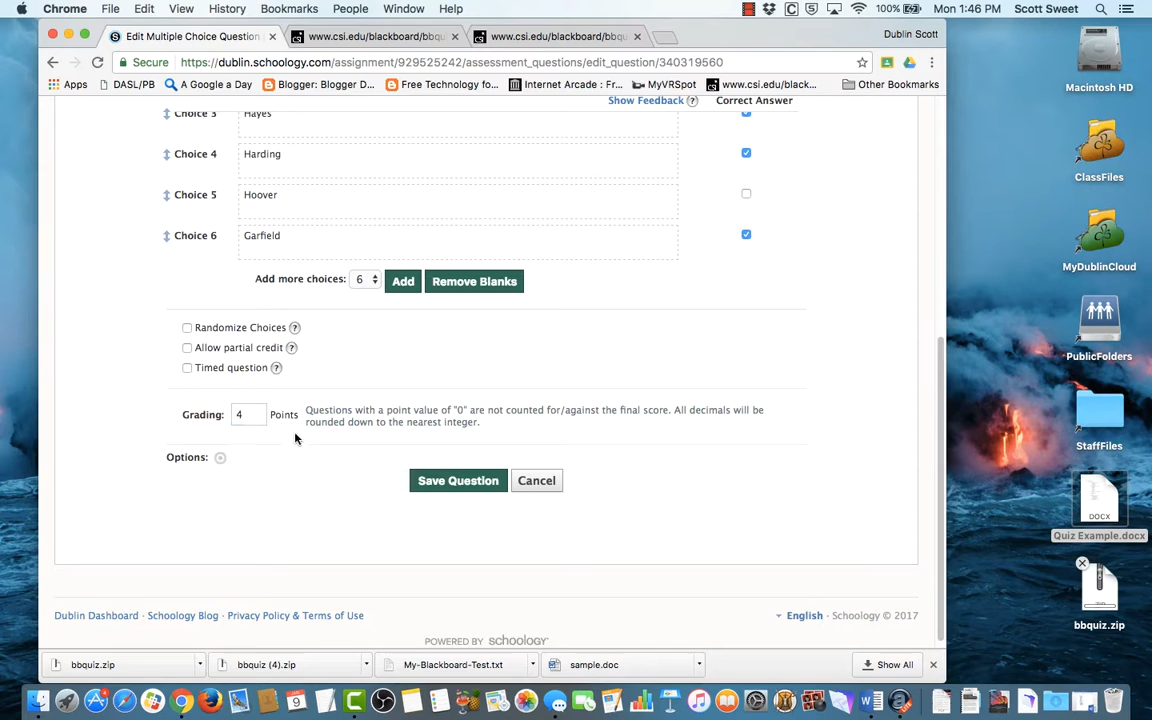 Chrome File Edit View History Bookmarks People Window Help 100% Mon 1:46 PM Scott Sweet
Edit Multiple Choice Question www.csi.edu/blackboard/bbqu www.csi.edu/blackboard/bbqu Dublin Scott
Secure https://dublin.schoology.com/assignment/929525242/assessment_questions/edit_question/340319560
Apps DASL/PB A Google a Day Blogger: Blogger D... Free Technology fo... Internet Arcade : Fr... MyVRSpot www.csi.edu/black... Other Bookmarks
Show Feedback ? Correct Answer
Choice 3 Hayes
Choice 4 Harding
Choice 5 Hoover
Choice 6 Garfield
Add more choices: 6 Add Remove Blanks
Randomize Choices ?
Allow partial credit ?
Timed question ?
Grading: 4 Points Questions with a point value of "0" are not counted for/against the final score. All decimals will be
rounded down to the nearest integer.
Options:
Save Question Cancel
Dublin Dashboard · Schoology Blog · Privacy Policy & Terms of Use English · Schoology © 2017
POWERED BY schoology
bbquiz.zip bbquiz (4).zip My-Blackboard-Test.txt sample.doc Show All
Macintosh HD
ClassFiles
MyDublinCloud
PublicFolders
StaffFiles
DOCX
Quiz Example.docx
bbquiz.zip